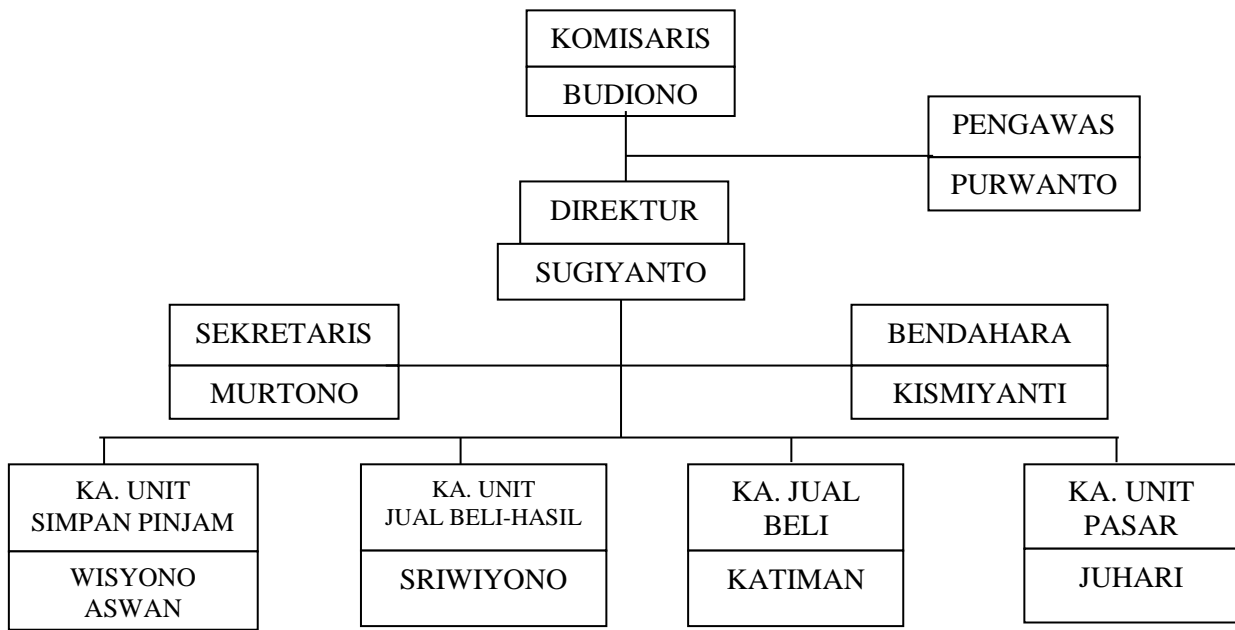 KOMISARIS
BUDIONO
PENGAWAS
PURWANTO
DIREKTUR
SUGIYANTO
SEKRETARIS
MURTONO
BENDAHARA
KISMIYANTI
KA. UNIT
SIMPAN PINJAM
WISYONO
ASWAN
KA. UNIT
JUAL BELI-HASIL
SRIWIYONO
KA. JUAL
BELI
KATIMAN
KA. UNIT
PASAR
JUHARI